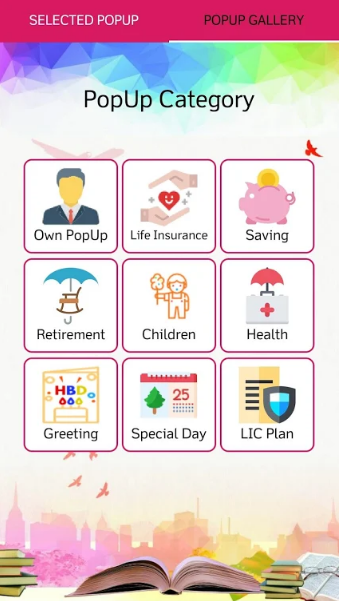 SELECTED POPUP POPUP GALLERY
PopUp Category
Own PopUp Life Insurance Saving
Retirement Children Health
HBD
25
Greeting Special Day LIC Plan